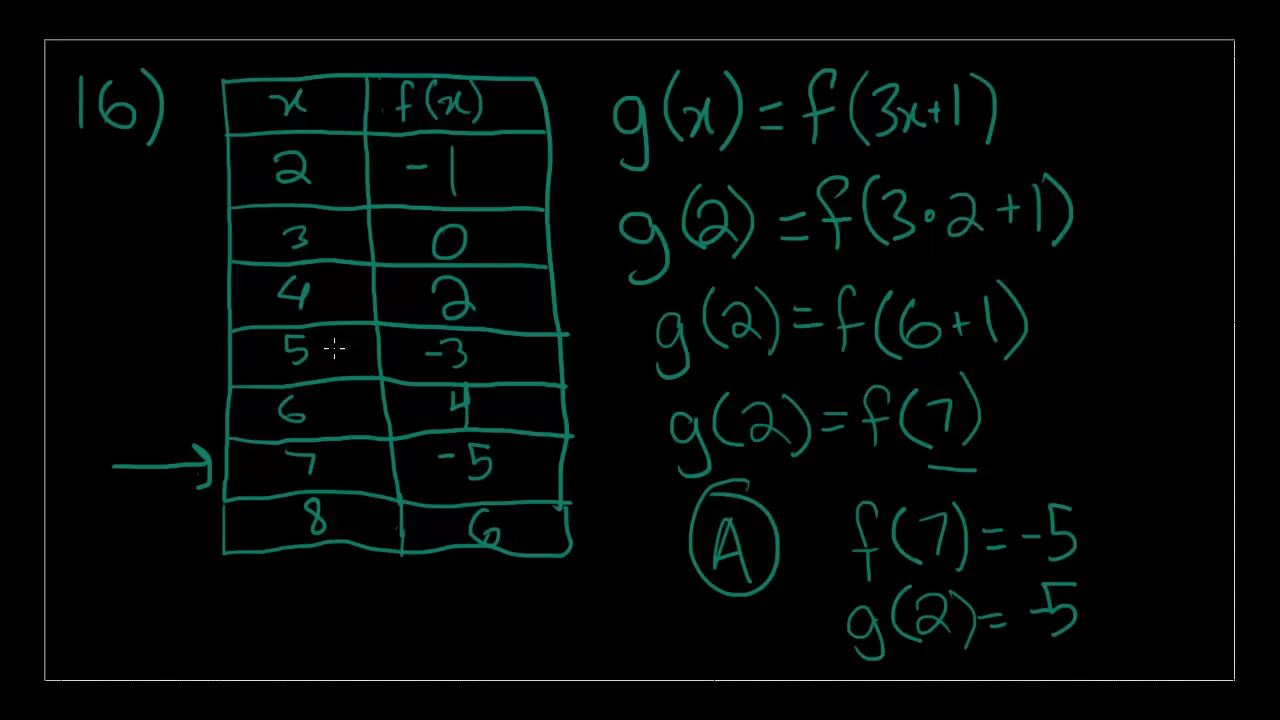 16)
x f(x)
2 -1
3 0
4 2
5 -3
6 4
7 -5
8 6
g(x) = f(3x+1)
g(2) = f(3·2+1)
g(2) = f(6+1)
g(2) = f(7)
A
f(7) = -5
g(2) = -5